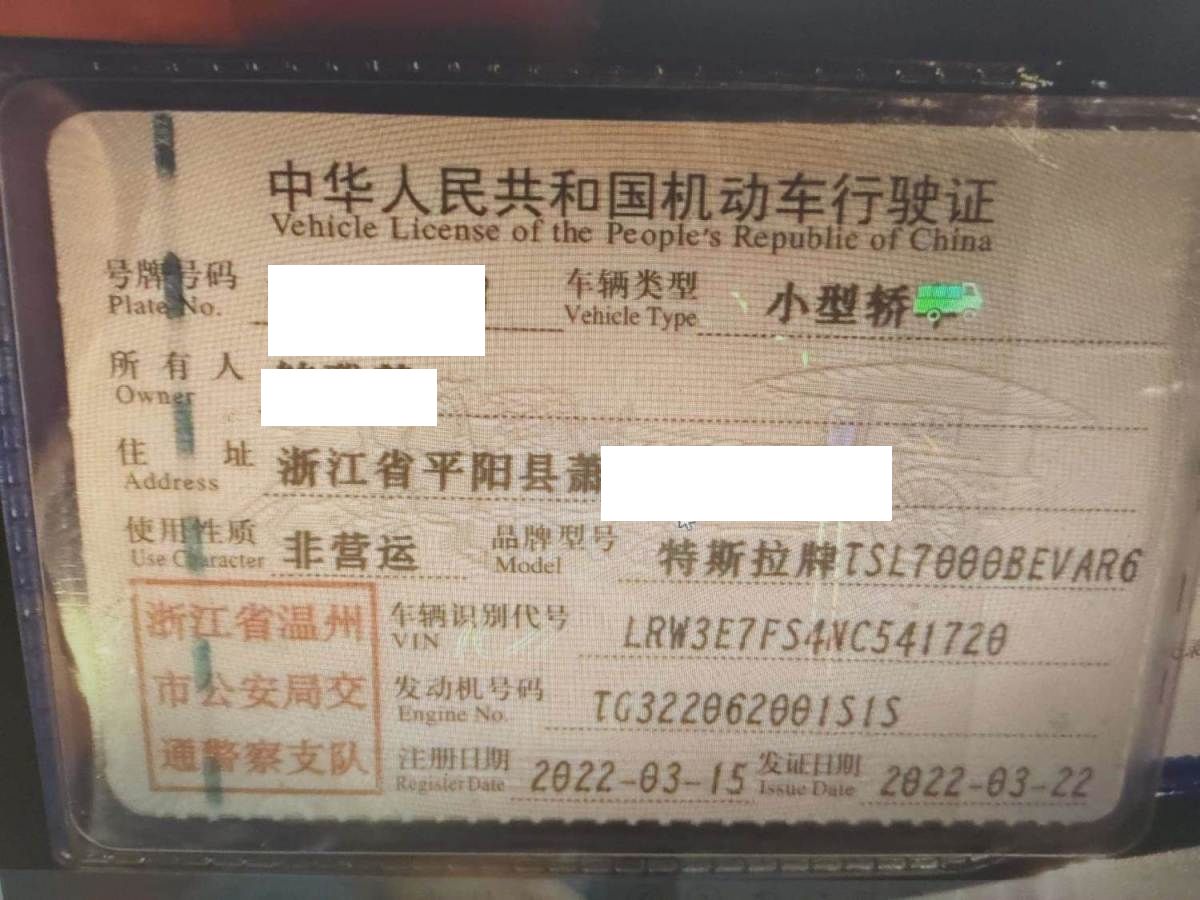 中华人民共和国机动车行驶证
Vehicle License of the People's Republic of China
号牌号码 车辆类型 小型轿
Plate No. Vehicle Type
所有人
Owner
住址 浙江省平阳县萧
Address
使用性质 非营运 品牌型号 特斯拉牌TSL7000BEVAR6
Use Character Model
浙江省温州 车辆识别代号 LRW3E7FS4NC541720
VIN
市公安局交 发动机号码 TG322062001S1S
Engine No.
通警察支队 注册日期 2022-03-15 发证日期 2022-03-22
Register Date Issue Date